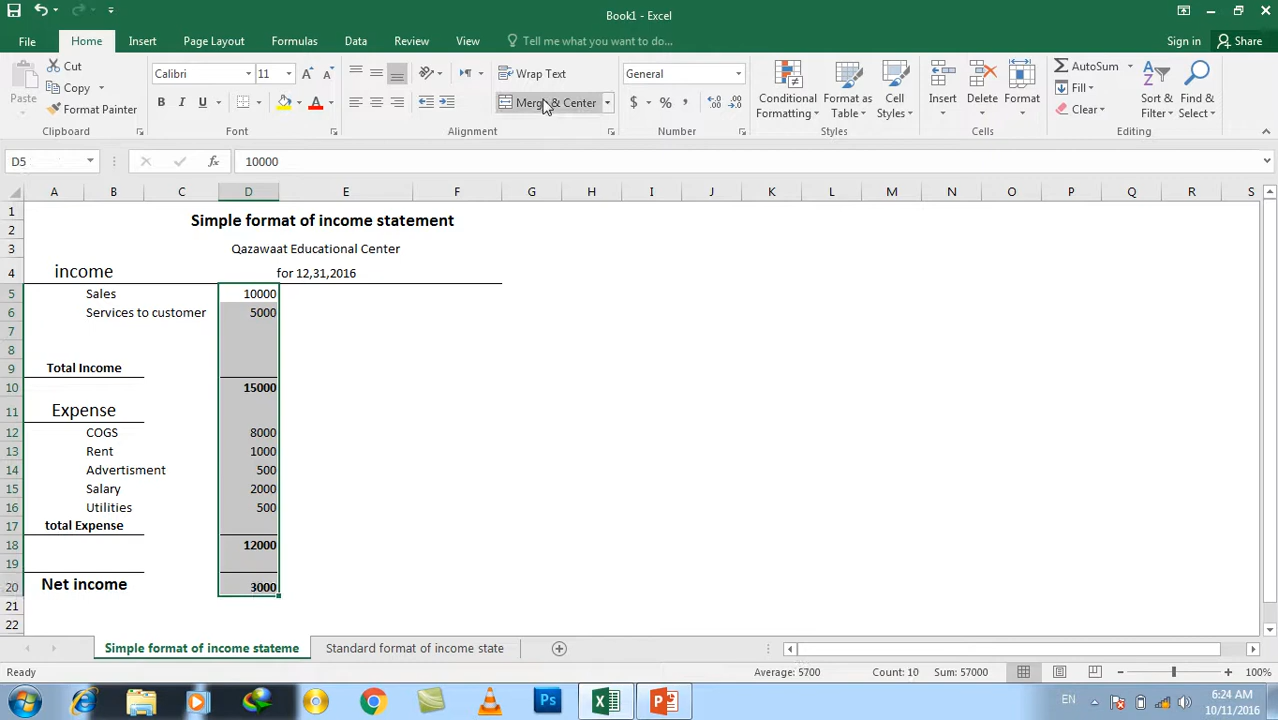 Book1 - Excel
File Home Insert Page Layout Formulas Data Review View Tell me what you want to do... Sign in Share
Cut
Copy
Format Painter
Paste
Clipboard
Calibri 11
B I U
Font
Wrap Text
Merge & Center
Alignment
General
$ % ,
Number
Conditional Formatting
Format as Table
Cell Styles
Styles
Insert Delete Format
Cells
AutoSum
Fill
Clear
Sort & Filter
Find & Select
Editing
D5 fx 10000
A B C D E F G H I J K L M N O P Q R S
1 Simple format of income statement
2
3 Qazawaat Educational Center
4 income for 12,31,2016
5 Sales 10000
6 Services to customer 5000
7
8
9 Total Income
10 15000
11 Expense
12 COGS 8000
13 Rent 1000
14 Advertisment 500
15 Salary 2000
16 Utilities 500
17 total Expense
18 12000
19
20 Net income 3000
21
22
Simple format of income stateme Standard format of income state
Ready Average: 5700 Count: 10 Sum: 57000 100%
Ps EN 6:24 AM
10/11/2016